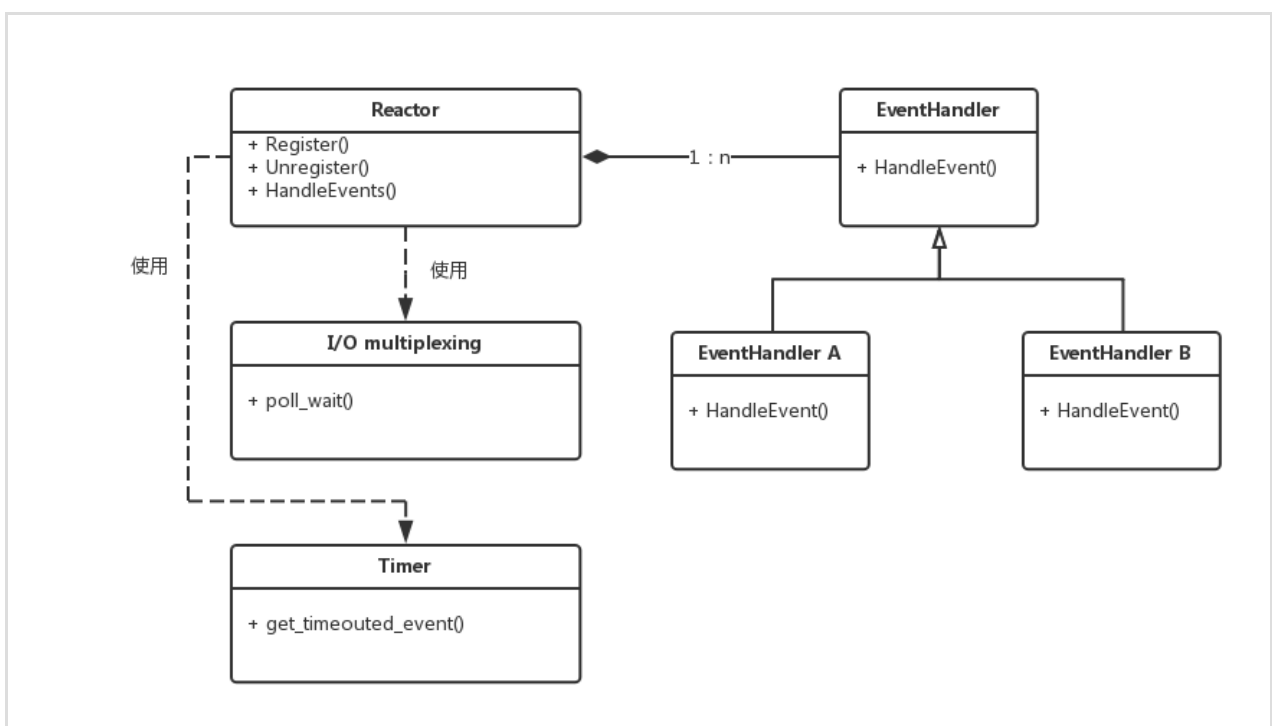 Reactor
+ Register()
+ Unregister()
+ HandleEvents()
1 : n
EventHandler
+ HandleEvent()
使用
使用
I/O multiplexing
+ poll_wait()
EventHandler A
+ HandleEvent()
EventHandler B
+ HandleEvent()
Timer
+ get_timeouted_event()